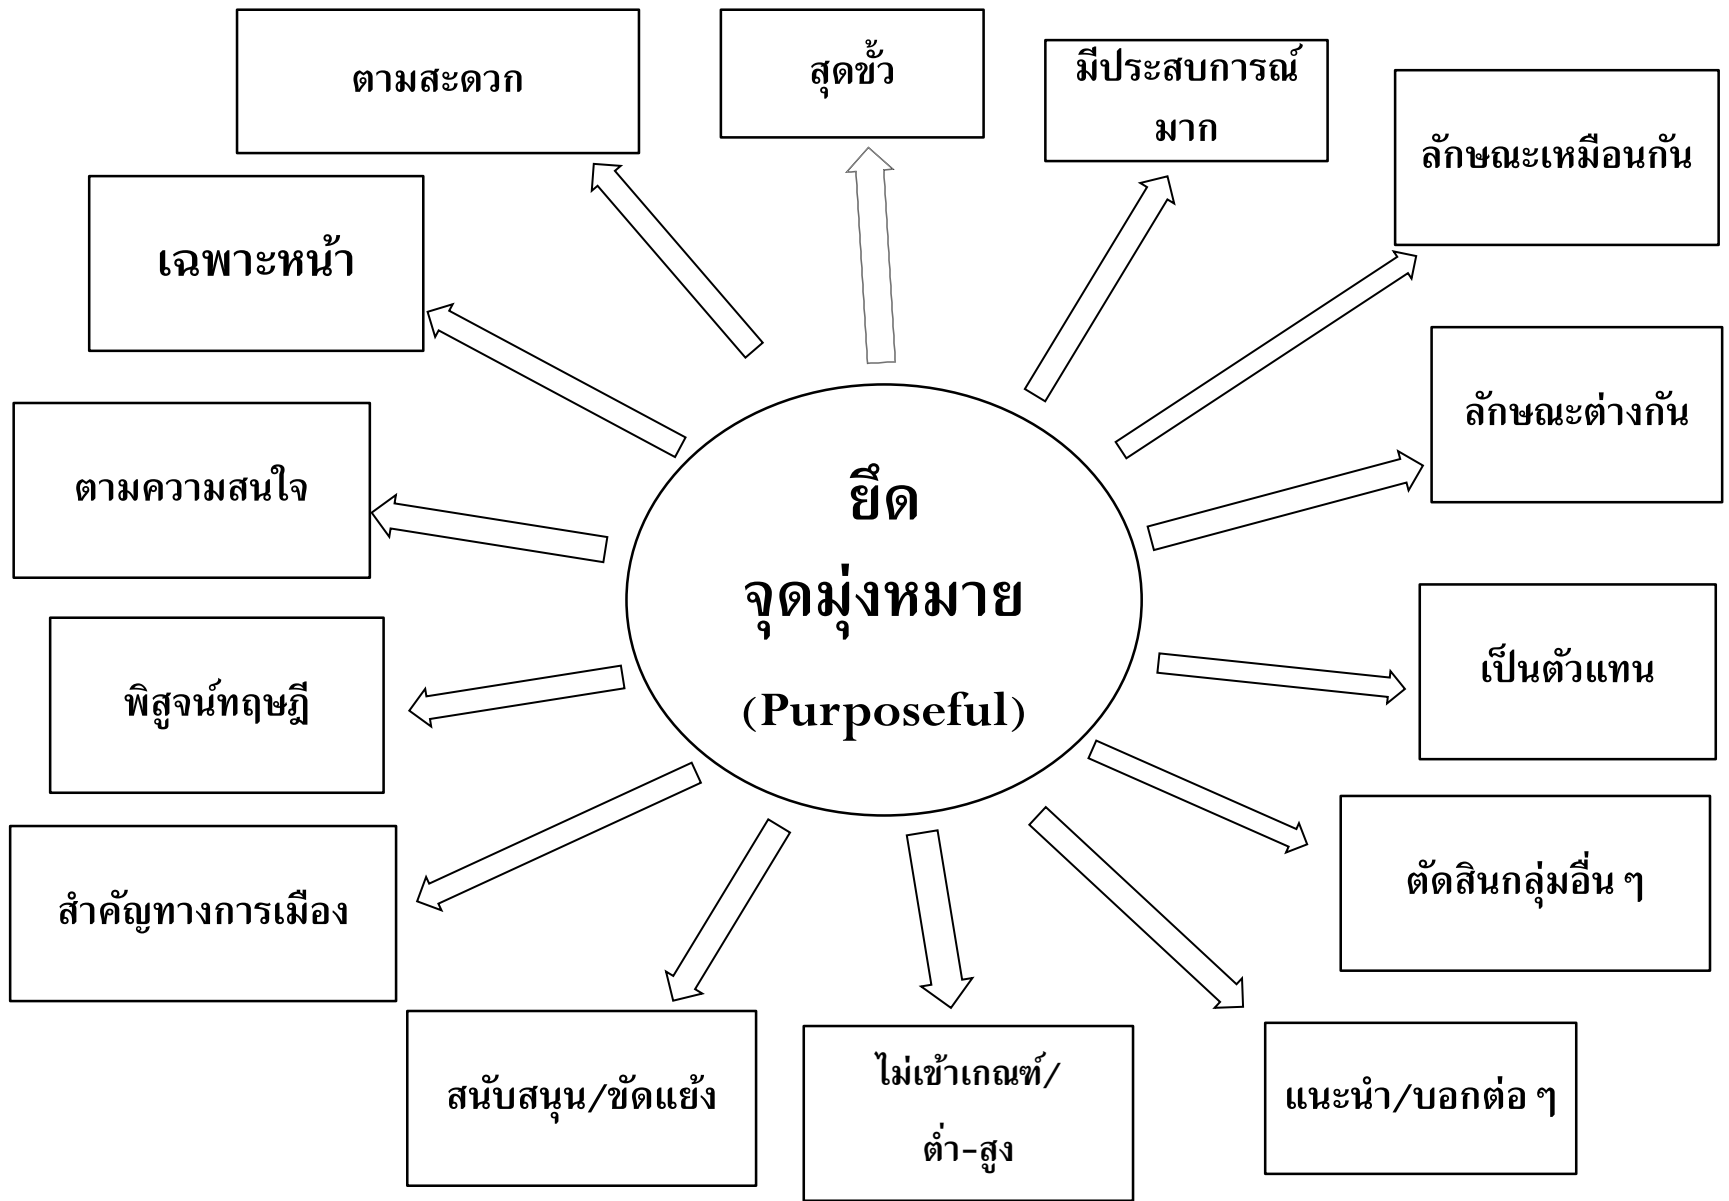 ตามสะดวก
สุดขั้ว
มีประสบการณ์
มาก
ลักษณะเหมือนกัน
เฉพาะหน้า
ลักษณะต่างกัน
ตามความสนใจ
ยึด
จุดมุ่งหมาย
(Purposeful)
เป็นตัวแทน
พิสูจน์ทฤษฎี
ตัดสินกลุ่มอื่น ๆ
สำคัญทางการเมือง
สนับสนุน/ขัดแย้ง
ไม่เข้าเกณฑ์/
ต่ำ-สูง
แนะนำ/บอกต่อ ๆ